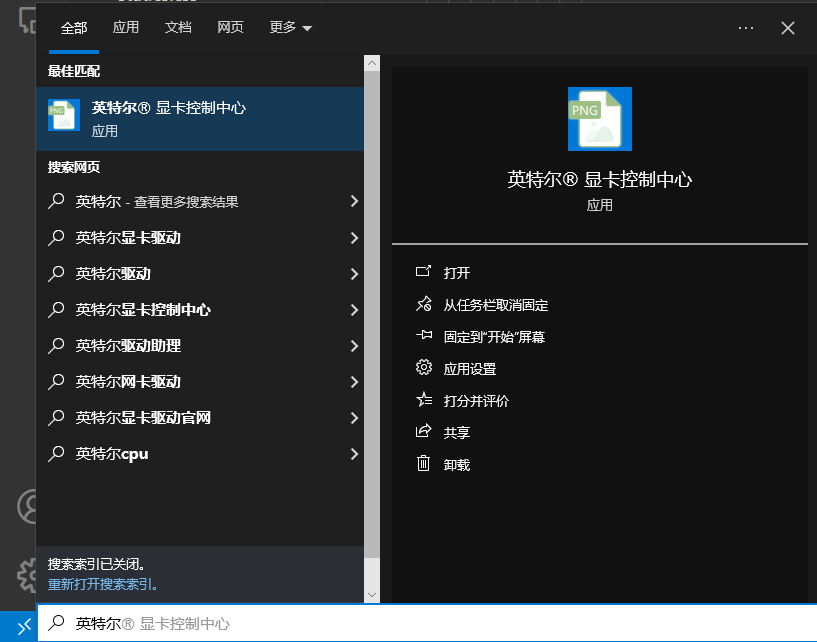 全部 应用 文档 网页 更多
最佳匹配
PNG
英特尔® 显卡控制中心
应用
搜索网页
英特尔 - 查看更多搜索结果
英特尔显卡驱动
英特尔驱动
英特尔显卡控制中心
英特尔驱动助理
英特尔网卡驱动
英特尔显卡驱动官网
英特尔cpu
搜索索引已关闭。
重新打开搜索索引。
PNG
英特尔® 显卡控制中心
应用
打开
从任务栏取消固定
固定到"开始"屏幕
应用设置
打分并评价
共享
卸载
英特尔® 显卡控制中心